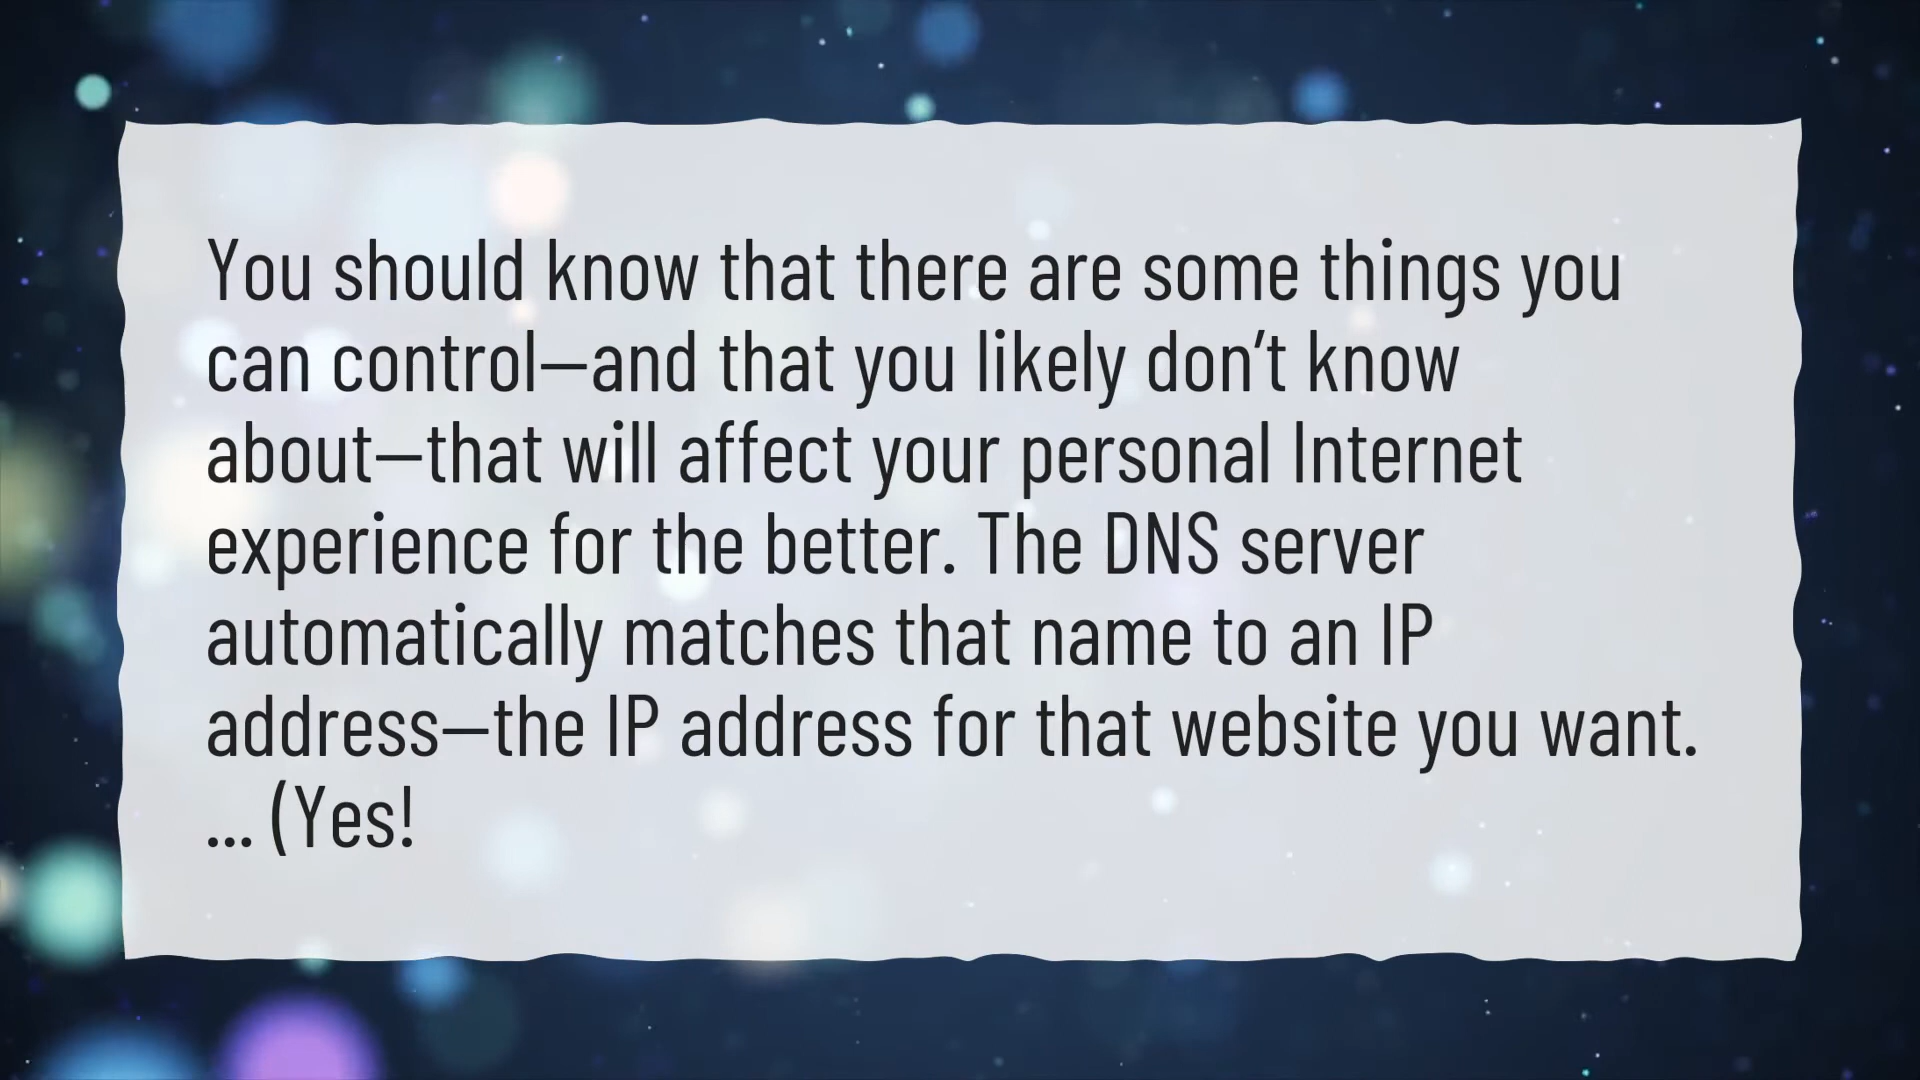 You should know that there are some things you
can control—and that you likely don’t know
about—that will affect your personal Internet
experience for the better. The DNS server
automatically matches that name to an IP
address—the IP address for that website you want.
... (Yes!